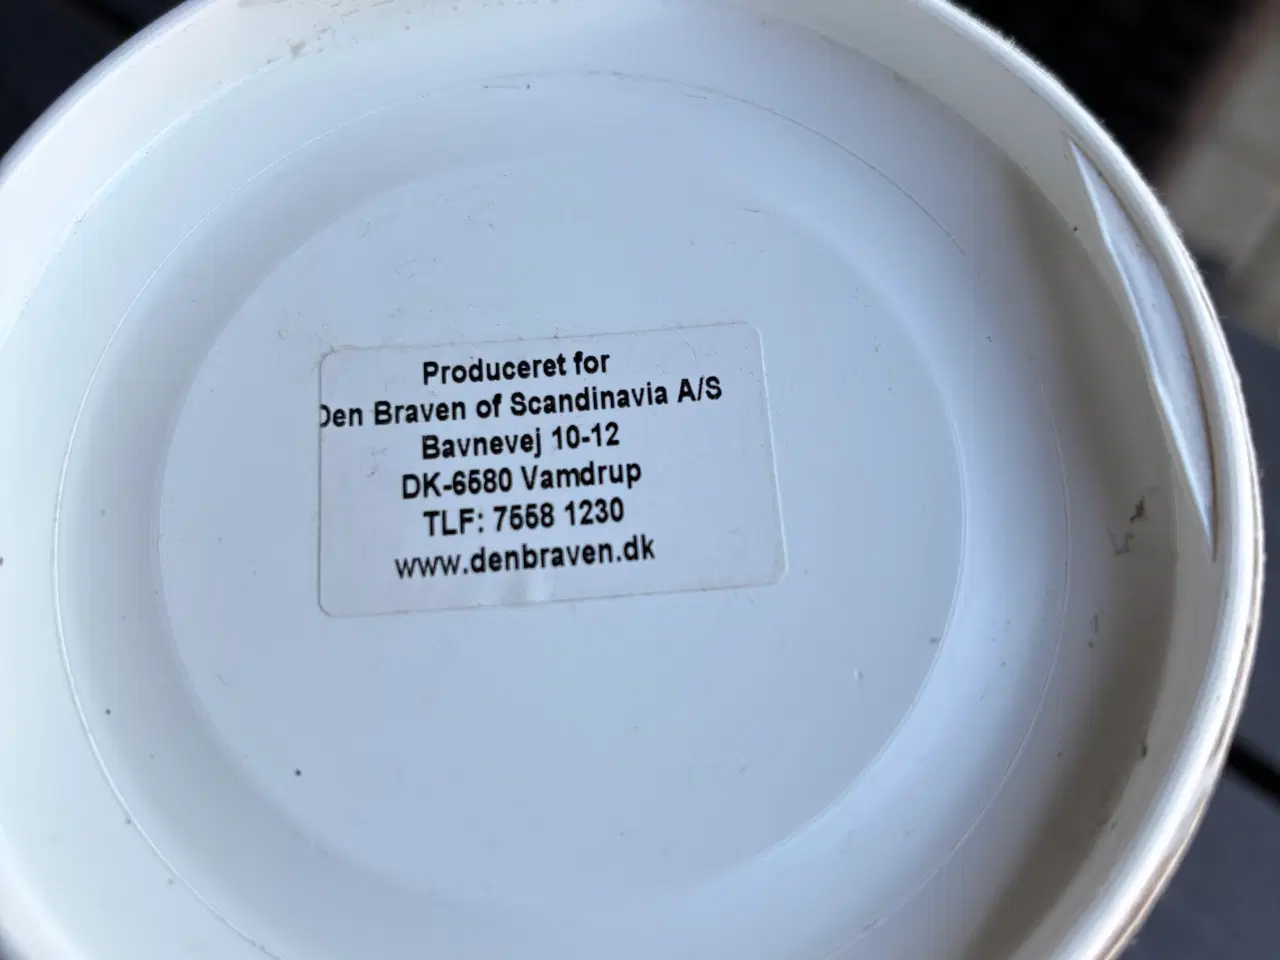 Produceret for
Den Braven of Scandinavia A/S
Bavnevej 10-12
DK-6580 Vamdrup
TLF: 7558 1230
www.denbraven.dk